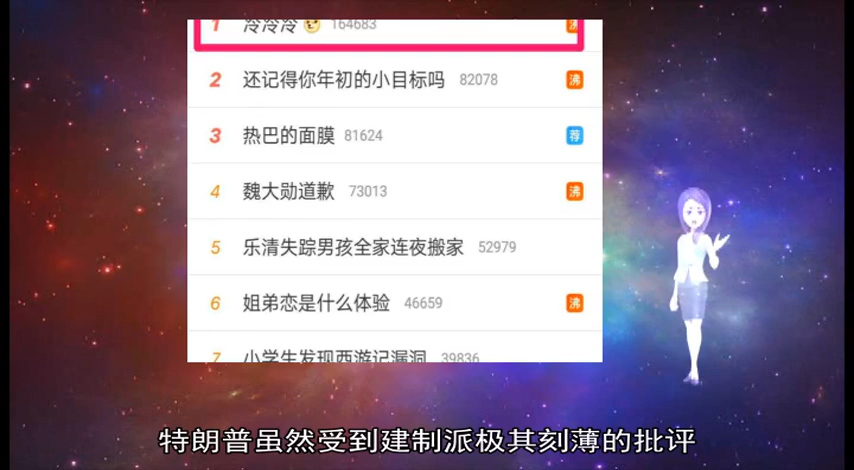 1 冷冷冷 164683 沸
2 还记得你年初的小目标吗 82078 沸
3 热巴的面膜 81624 荐
4 魏大勋道歉 73013 沸
5 乐清失踪男孩全家连夜搬家 52979
6 姐弟恋是什么体验 46659 沸
7 小学生发现西游记漏洞 39836
特朗普虽然受到建制派极其刻薄的批评